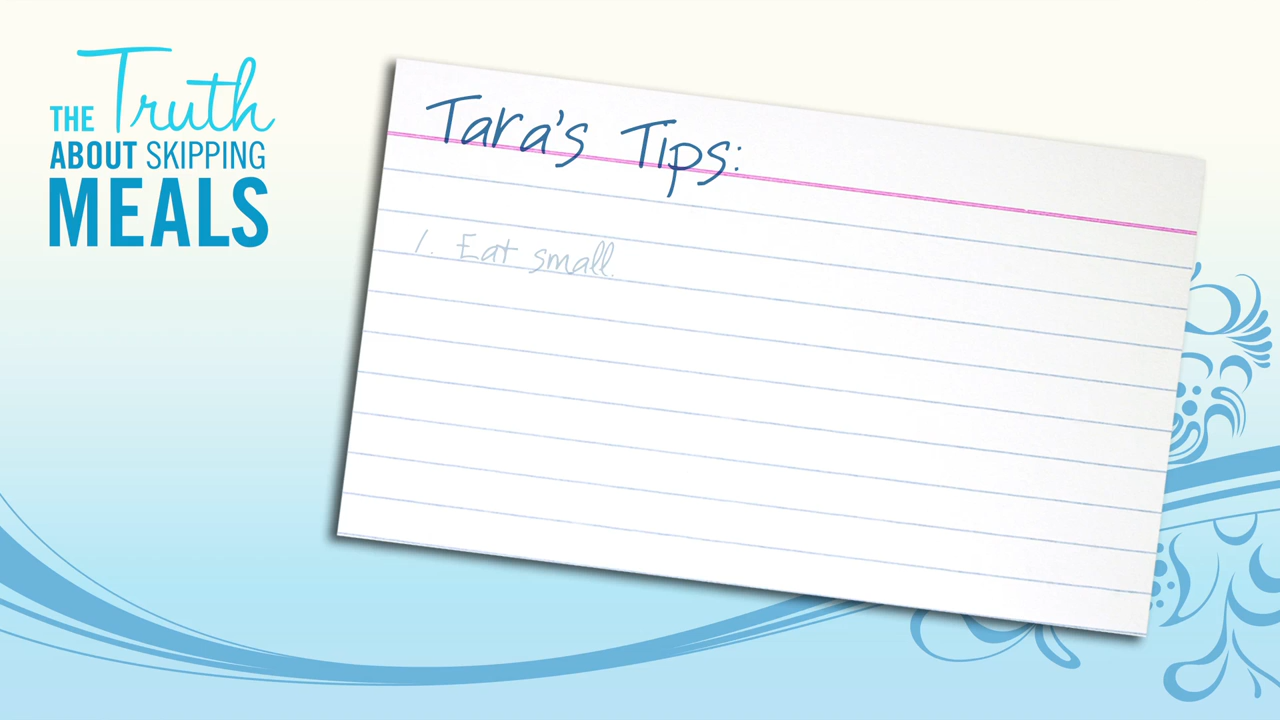 THE Truth
ABOUT SKIPPING
MEALS
Tara's Tips:
1. Eat small.